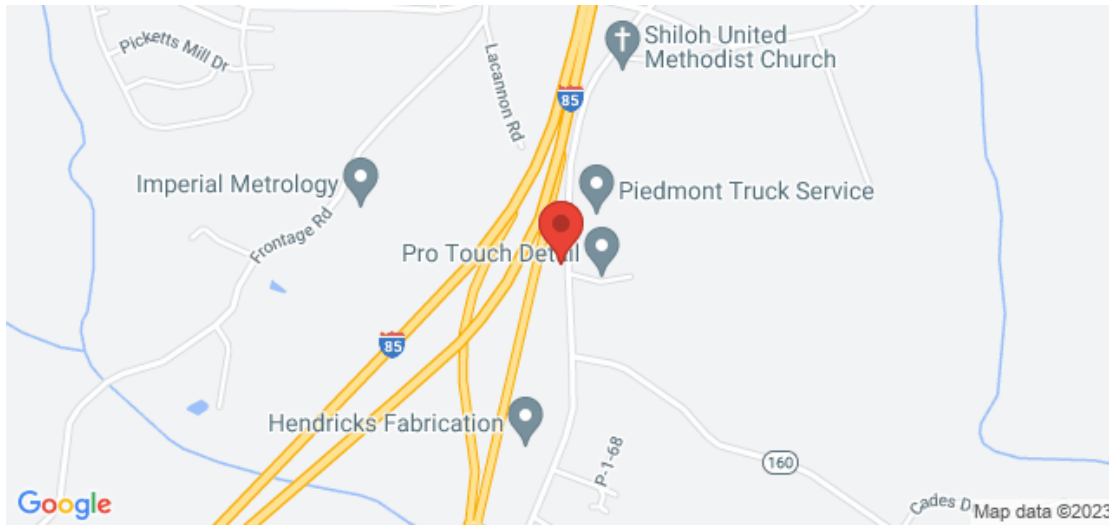 Picketts Mill Dr
Lacannon Rd
Shiloh United
Methodist Church
85
Imperial Metrology
Piedmont Truck Service
Frontage Rd
Pro Touch Detail
85
Hendricks Fabrication
P-1-68
160
Cades D
Google
Map data ©2023